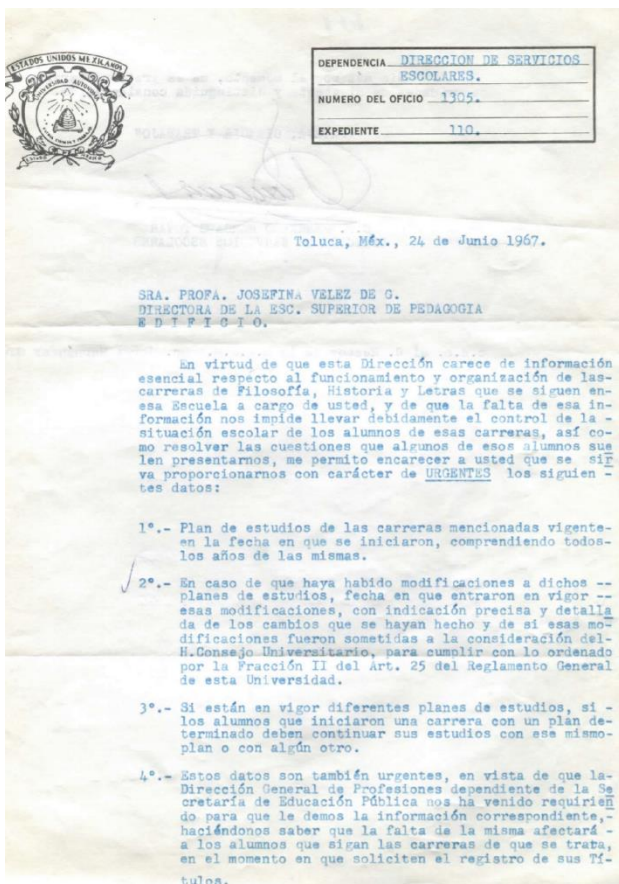 ESTADOS UNIDOS MEXICANOS
UNIVERSIDAD AUTONOMA
DEPENDENCIA DIRECCION DE SERVICIOS
ESCOLARES.
NUMERO DEL OFICIO 1305.
EXPEDIENTE 110.
Toluca, Méx., 24 de Junio 1967.
SRA. PROFA. JOSEFINA VELEZ DE G.
DIRECTORA DE LA ESC. SUPERIOR DE PEDAGOGIA
E D I F I C I O.
En virtud de que esta Dirección carece de información
esencial respecto al funcionamiento y organización de las-
carreras de Filosofía, Historia y Letras que se siguen en-
esa Escuela a cargo de usted, y de que la falta de esa in-
formación nos impide llevar debidamente el control de la -
situación escolar de los alumnos de esas carreras, así co-
mo resolver las cuestiones que algunos de esos alumnos sue
len presentarnos, me permito encarecer a usted que se sir
va proporcionarnos con carácter de URGENTES los siguien -
tes datos:
1°.- Plan de estudios de las carreras mencionadas vigente-
en la fecha en que se iniciaron, comprendiendo todos-
los años de las mismas.
2°.- En caso de que haya habido modificaciones a dichos --
planes de estudios, fecha en que entraron en vigor --
esas modificaciones, con indicación precisa y detalla
da de los cambios que se hayan hecho y de si esas mo-
dificaciones fueron sometidas a la consideración del-
H.Consejo Universitario, para cumplir con lo ordenado
por la Fracción II del Art. 25 del Reglamento General
de esta Universidad.
3°.- Si están en vigor diferentes planes de estudios, si -
los alumnos que iniciaron una carrera con un plan de-
terminado deben continuar sus estudios con ese mismo-
plan o con algún otro.
4°.- Estos datos son también urgentes, en vista de que la-
Dirección General de Profesiones dependiente de la Se
cretaría de Educación Pública nos ha venido requirien
do para que le demos la información correspondiente,-
haciéndonos saber que la falta de la misma afectará -
a los alumnos que sigan las carreras de que se trata,
en el momento en que soliciten el registro de sus Tí-
tulos.